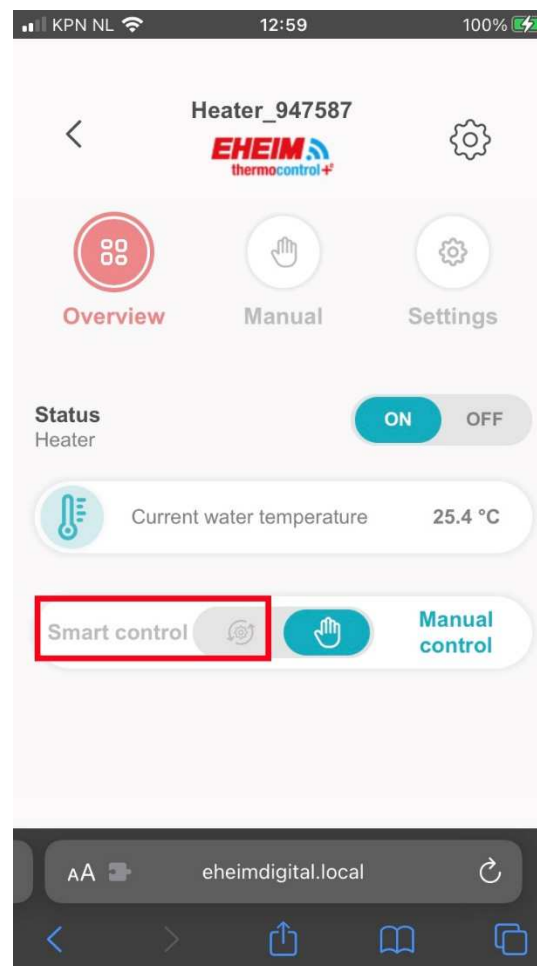 KPN NL 12:59 100%
Heater_947587
EHEIM
thermocontrol+e
Overview Manual Settings
Status
Heater
ON OFF
Current water temperature 25.4 °C
Smart control
Manual
control
AA eheimdigital.local